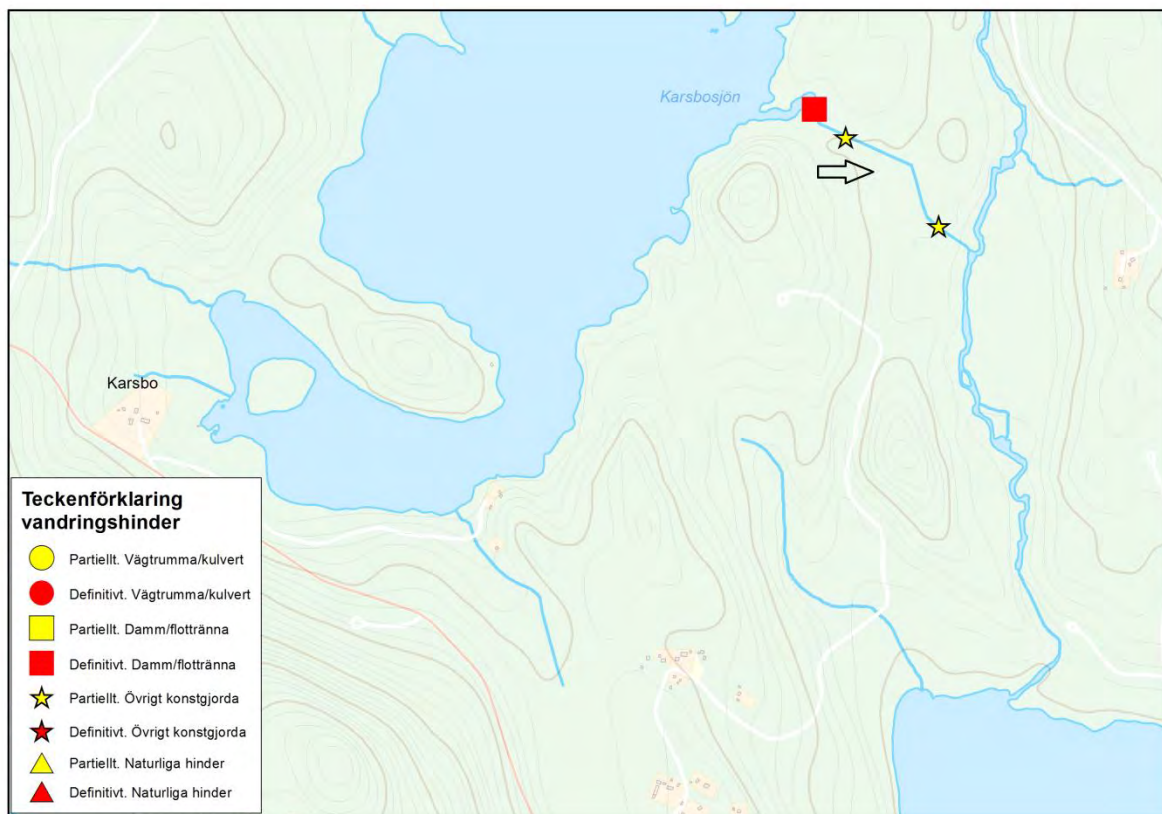 Karsbosjön
Karsbo
Teckenförklaring
vandringshinder
Partiellt. Vägtrumma/kulvert
Definitivt. Vägtrumma/kulvert
Partiellt. Damm/flottränna
Definitivt. Damm/flottränna
Partiellt. Övrigt konstgjorda
Definitivt. Övrigt konstgjorda
Partiellt. Naturliga hinder
Definitivt. Naturliga hinder